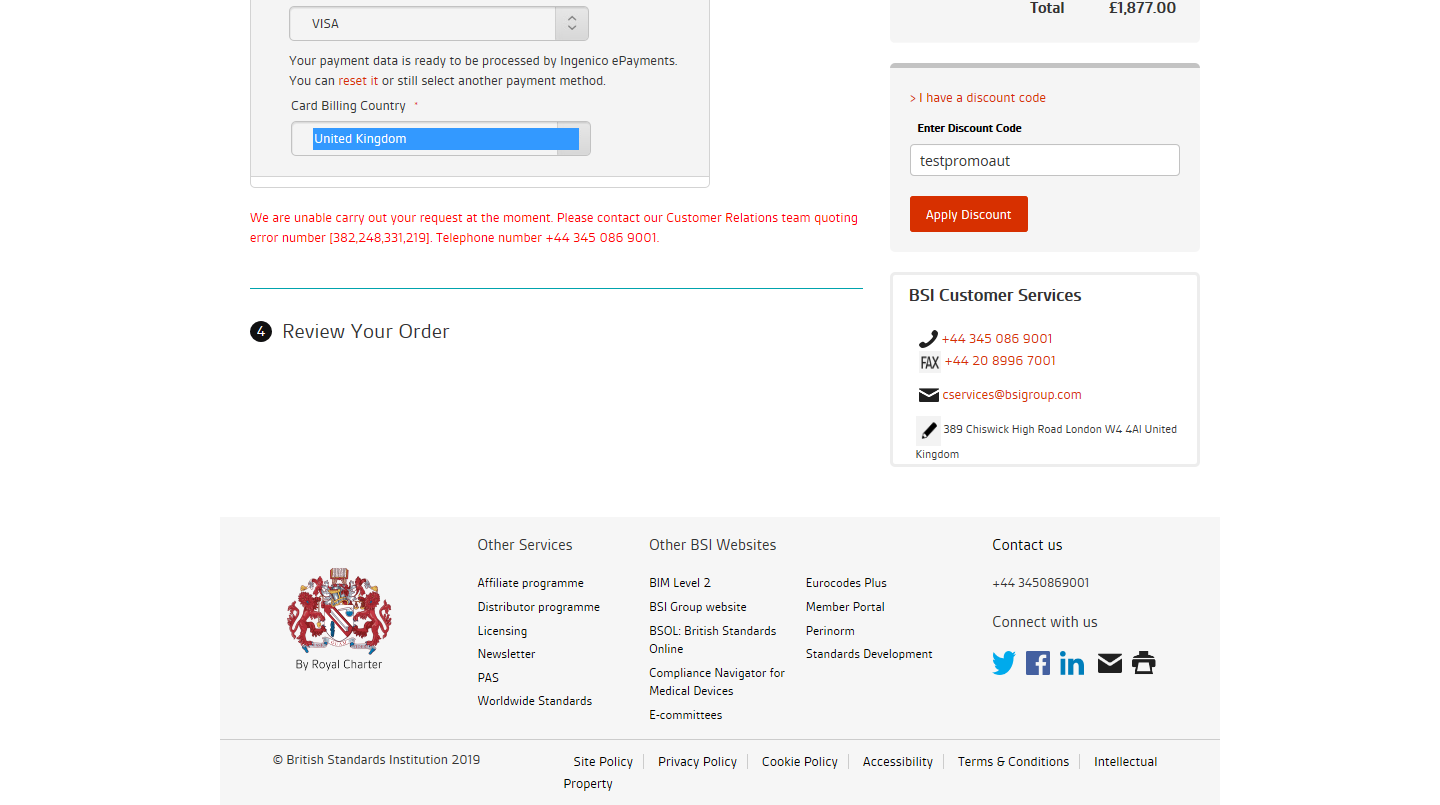 VISA
Your payment data is ready to be processed by Ingenico ePayments.
You can reset it or still select another payment method.
Card Billing Country *
United Kingdom
We are unable carry out your request at the moment. Please contact our Customer Relations team quoting
error number [382,248,331,219]. Telephone number +44 345 086 9001.
4 Review Your Order
Total £1,877.00
> I have a discount code
Enter Discount Code
testpromoaut
Apply Discount
BSI Customer Services
+44 345 086 9001
FAX +44 20 8996 7001
cservices@bsigroup.com
389 Chiswick High Road London W4 4Al United
Kingdom
By Royal Charter
Other Services
Affiliate programme
Distributor programme
Licensing
Newsletter
PAS
Worldwide Standards
Other BSI Websites
BIM Level 2
BSI Group website
BSOL: British Standards
Online
Compliance Navigator for
Medical Devices
E-committees
Eurocodes Plus
Member Portal
Perinorm
Standards Development
Contact us
+44 3450869001
Connect with us
© British Standards Institution 2019
Site Policy Privacy Policy Cookie Policy Accessibility Terms & Conditions Intellectual
Property